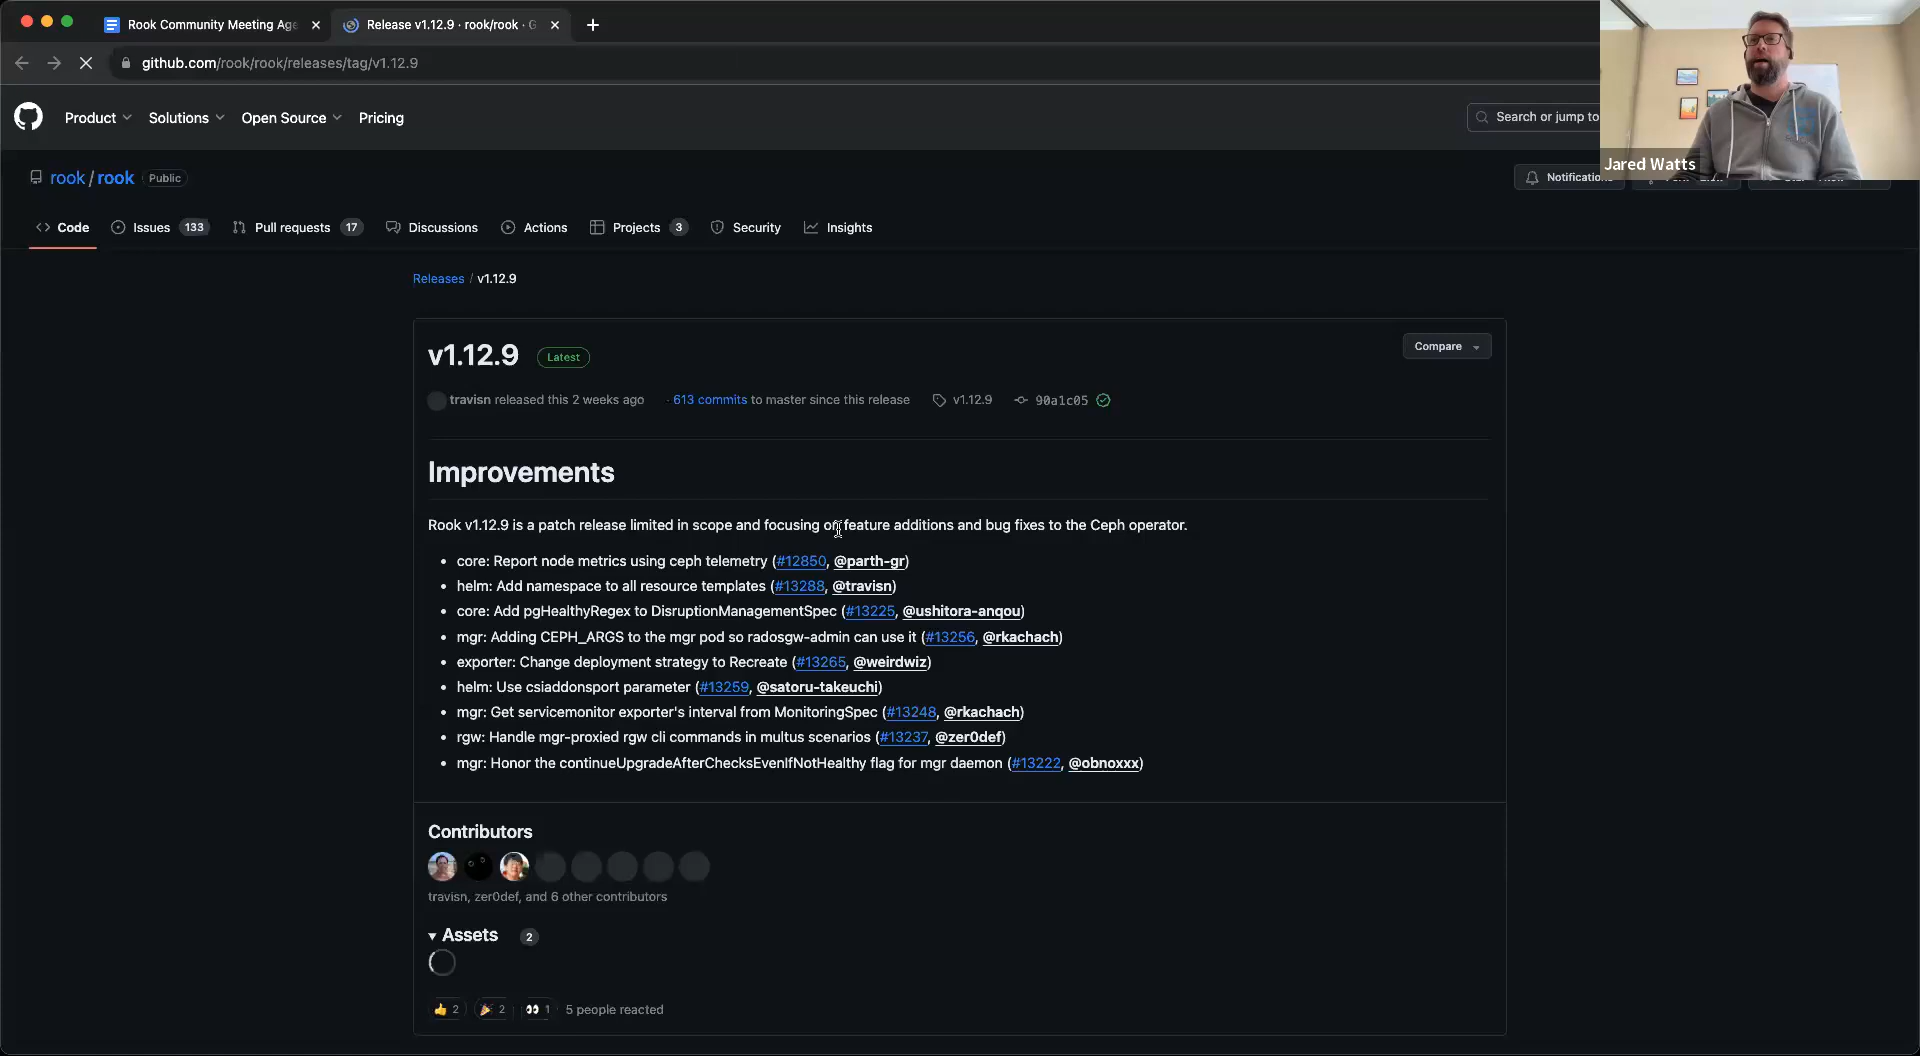 Rook Community Meeting Age
Release v1.12.9 · rook/rook · G
github.com/rook/rook/releases/tag/v1.12.9
Product Solutions Open Source Pricing
Search or jump to
Jared Watts
rook / rook Public
Notifications
Code Issues 133 Pull requests 17 Discussions Actions Projects 3 Security Insights
Releases / v1.12.9
v1.12.9 Latest
Compare
travisn released this 2 weeks ago · 613 commits to master since this release v1.12.9 90a1c05
Improvements
Rook v1.12.9 is a patch release limited in scope and focusing on feature additions and bug fixes to the Ceph operator.
• core: Report node metrics using ceph telemetry (#12850, @parth-gr)
• helm: Add namespace to all resource templates (#13288, @travisn)
• core: Add pgHealthyRegex to DisruptionManagementSpec (#13225, @ushitora-anqou)
• mgr: Adding CEPH_ARGS to the mgr pod so radosgw-admin can use it (#13256, @rkachach)
• exporter: Change deployment strategy to Recreate (#13265, @weirdwiz)
• helm: Use csiaddonsport parameter (#13259, @satoru-takeuchi)
• mgr: Get servicemonitor exporter's interval from MonitoringSpec (#13248, @rkachach)
• rgw: Handle mgr-proxied rgw cli commands in multus scenarios (#13237, @zer0def)
• mgr: Honor the continueUpgradeAfterChecksEvenIfNotHealthy flag for mgr daemon (#13222, @obnoxxx)
Contributors
travisn, zer0def, and 6 other contributors
Assets 2
👍 2 🎉 2 👀 1 5 people reacted